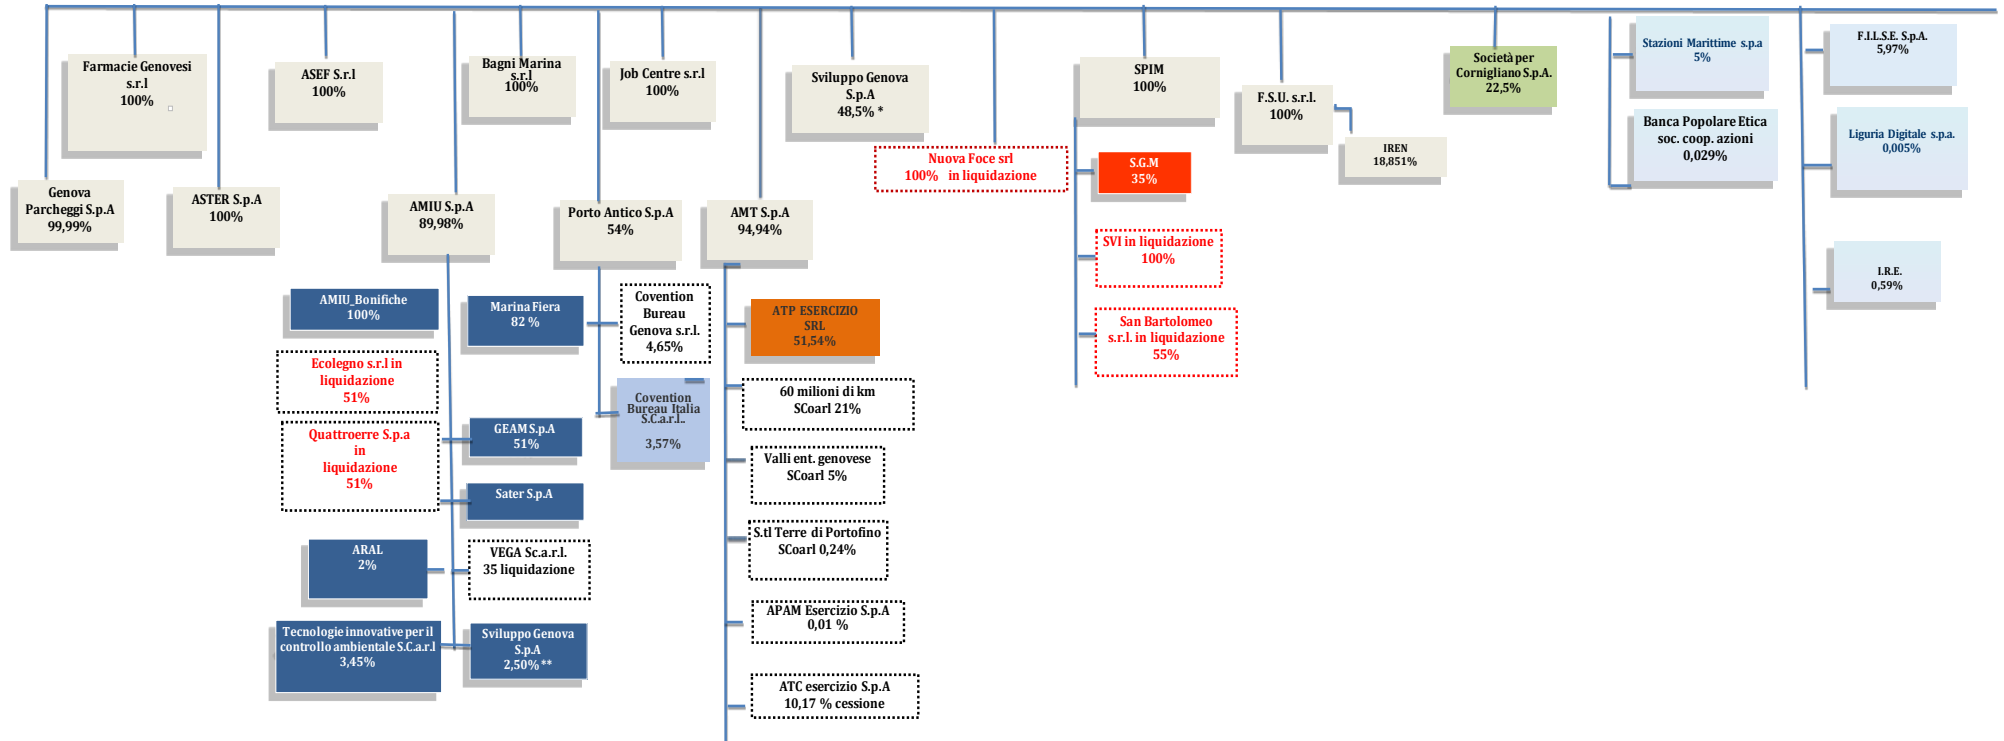 Farmacie Genovesi
s.r.l
100%
ASEF S.r.l
100%
Bagni Marina
s.r.l
100%
Job Centre s.r.l
100%
Sviluppo Genova
S.p.A
48,5% *
SPIM
100%
F.S.U. s.r.l.
100%
Società per
Cornigliano S.p.A.
22,5%
Stazioni Marittime s.p.a
5%
F.I.L.S.E. S.p.A.
5,97%
Banca Popolare Etica
soc. coop. azioni
0,029%
Liguria Digitale s.p.a.
0,005%
IREN
18,851%
Nuova Foce srl
100% in liquidazione
S.G.M
35%
Genova
Parcheggi S.p.A
99,99%
ASTER S.p.A
100%
AMIU S.p.A
89,98%
Porto Antico S.p.A
54%
AMT S.p.A
94,94%
SVI in liquidazione
100%
I.R.E.
0,59%
AMIU_Bonifiche
100%
Marina Fiera
82 %
Covention
Bureau
Genova s.r.l.
4,65%
ATP ESERCIZIO
SRL
51,54%
San Bartolomeo
s.r.l. in liquidazione
55%
Ecolegno s.r.l in
liquidazione
51%
Covention
Bureau Italia
S.C.a.r.l..
3,57%
60 milioni di km
SCoarl 21%
Quattroerre S.p.a
in
liquidazione
51%
GEAM S.p.A
51%
Valli ent. genovese
SCoarl 5%
Sater S.p.A
S.tl Terre di Portofino
SCoarl 0,24%
ARAL
2%
VEGA Sc.a.r.l.
35 liquidazione
APAM Esercizio S.p.A
0,01 %
Tecnologie innovative per il
controllo ambientale S.C.a.r.l
3,45%
Sviluppo Genova
S.p.A
2,50% **
ATC esercizio S.p.A
10,17 % cessione